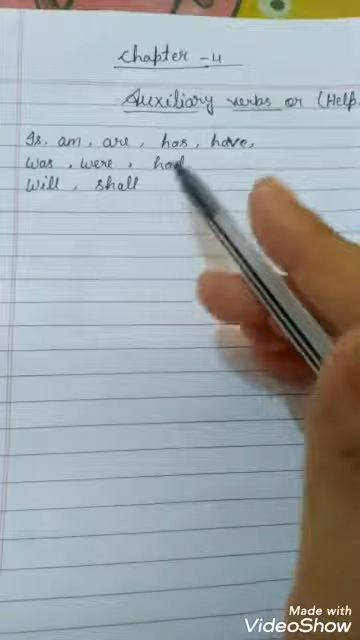 Chapter -4
Auxiliary verbs or (Help
Is, am, are, has, have,
was, were, had
will, shall
Made with
VideoShow